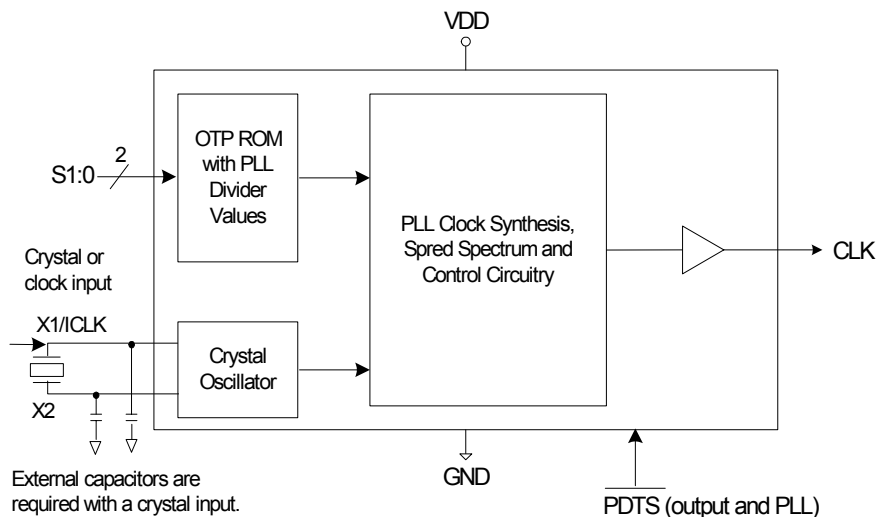 VDD
OTP ROM
with PLL
Divider
Values
2
S1:0
PLL Clock Synthesis,
Spred Spectrum and
Control Circuitry
CLK
Crystal or
clock input
X1/ICLK
Crystal
Oscillator
X2
GND
External capacitors are
required with a crystal input.
PDTS (output and PLL)